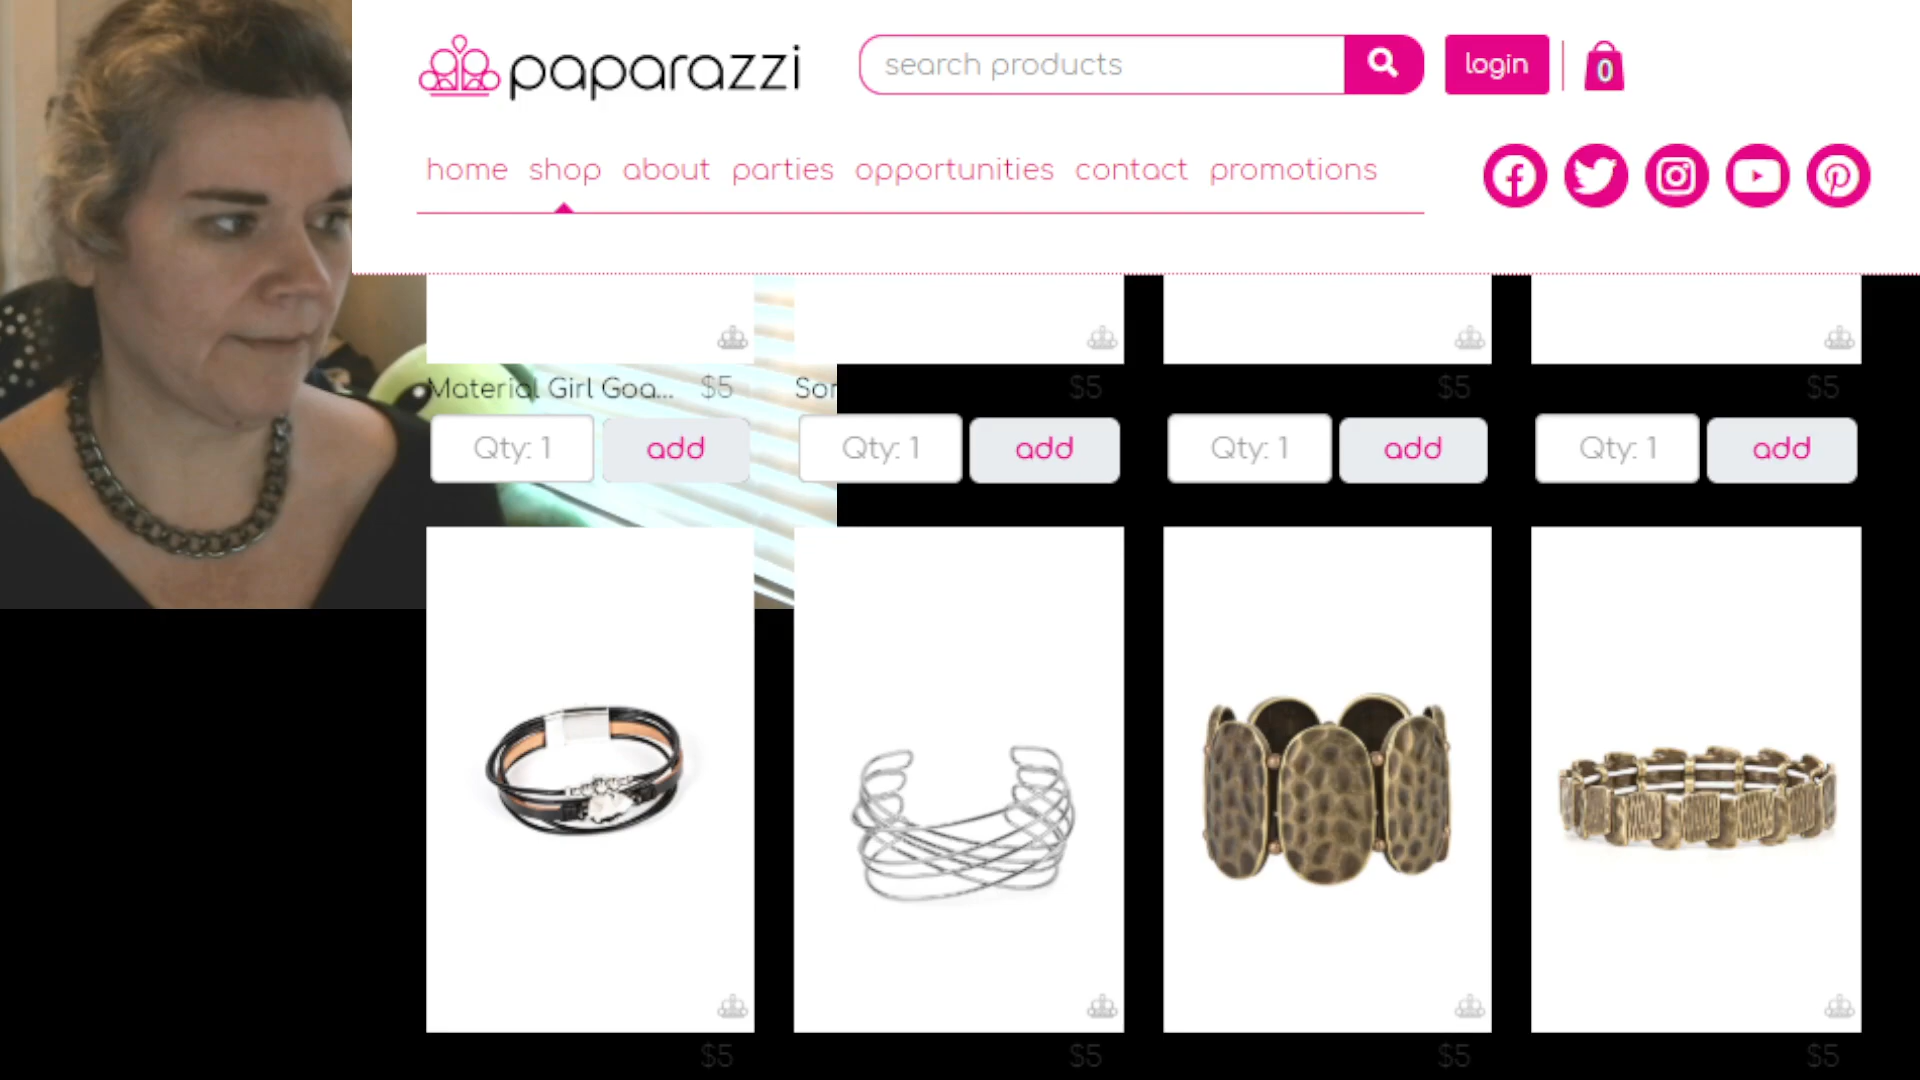 paparazzi
search products
login
0
home shop about parties opportunities contact promotions
Material Girl Goa... $5
Sor
$5
$5
$5
Qty: 1 add
Qty: 1 add
Qty: 1 add
Qty: 1 add
$5
$5
$5
$5